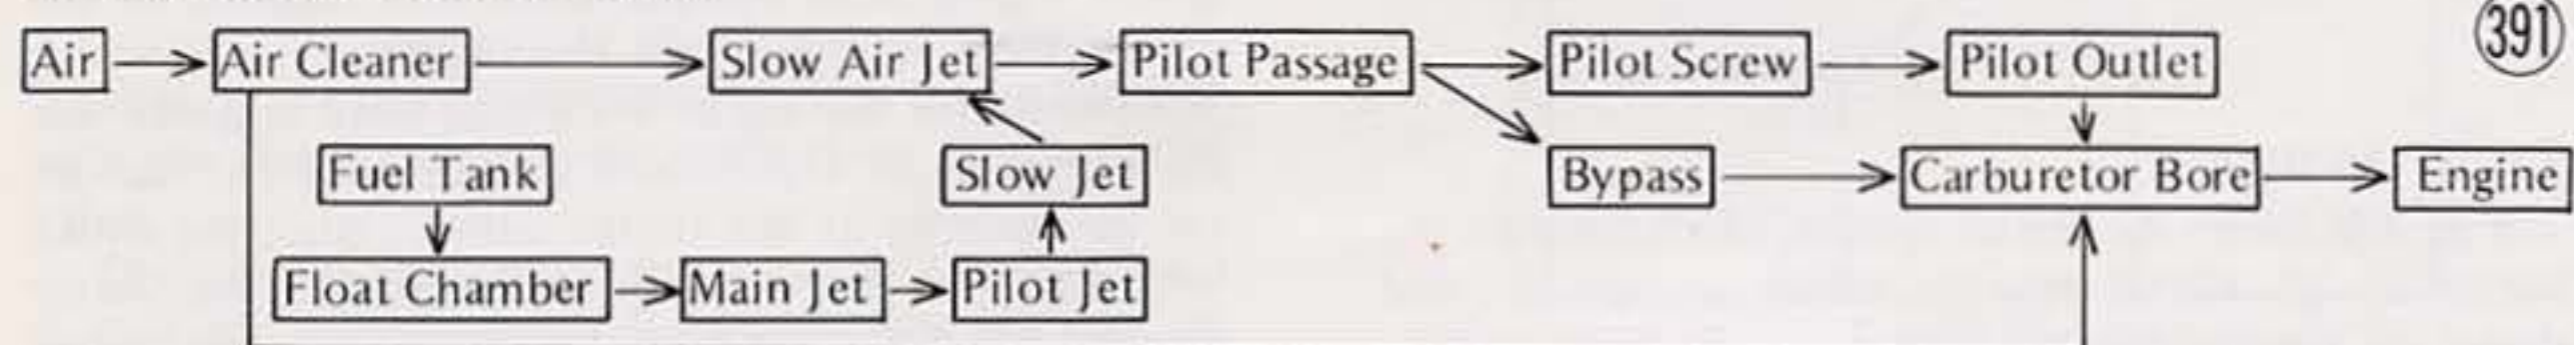 Air Air Cleaner Slow Air Jet Pilot Passage Pilot Screw Pilot Outlet 391
Fuel Tank Slow Jet Bypass Carburetor Bore Engine
Float Chamber Main Jet Pilot Jet